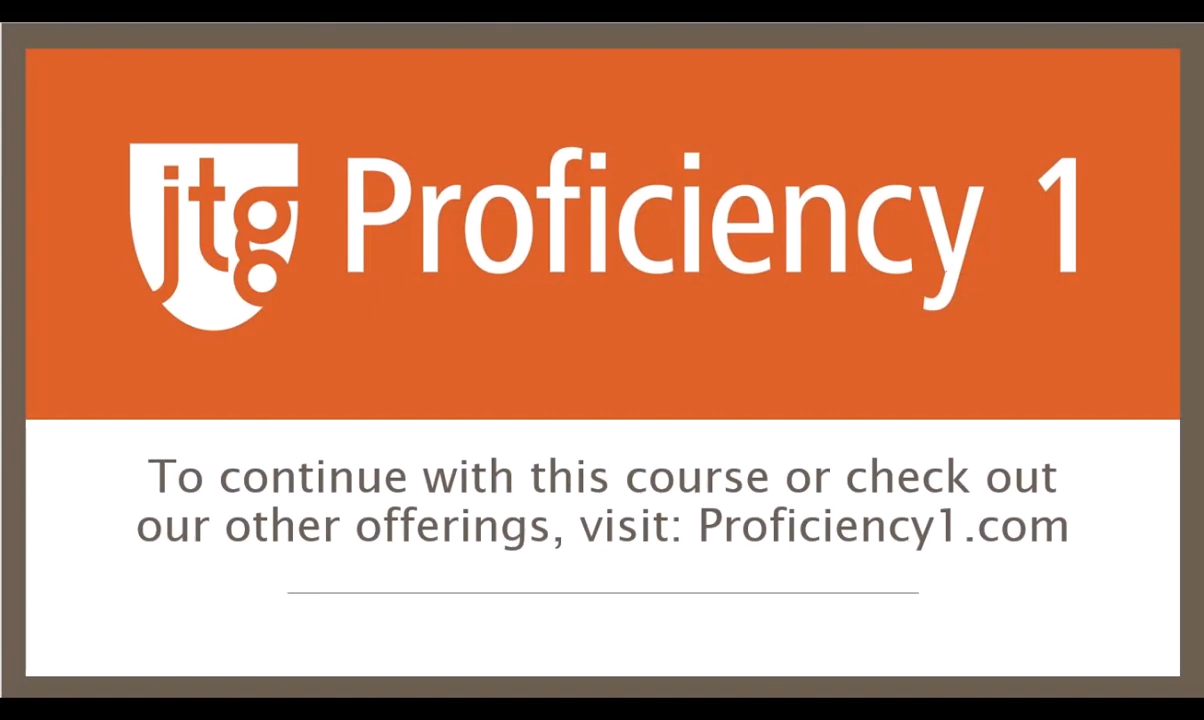 jtg Proficiency 1
To continue with this course or check out
our other offerings, visit: Proficiency1.com